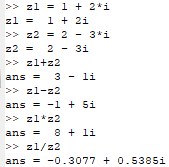 >> z1 = 1 + 2*i
z1 =  1 + 2i
>> z2 = 2 - 3*i
z2 =  2 - 3i
>> z1+z2
ans =  3 - 1i
>> z1-z2
ans = -1 + 5i
>> z1*z2
ans =  8 + 1i
>> z1/z2
ans = -0.3077 + 0.5385i